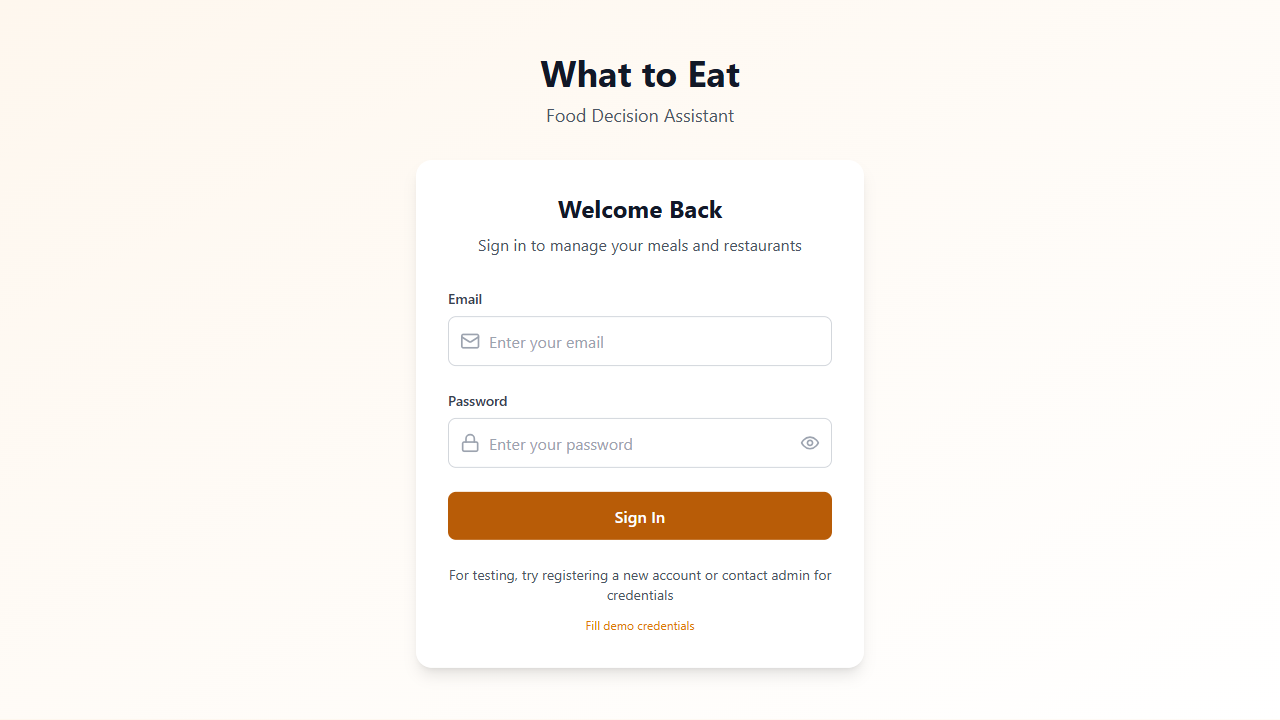 What to Eat
Food Decision Assistant
Welcome Back
Sign in to manage your meals and restaurants
Email
Enter your email
Password
Enter your password
Sign In
For testing, try registering a new account or contact admin for
credentials
Fill demo credentials